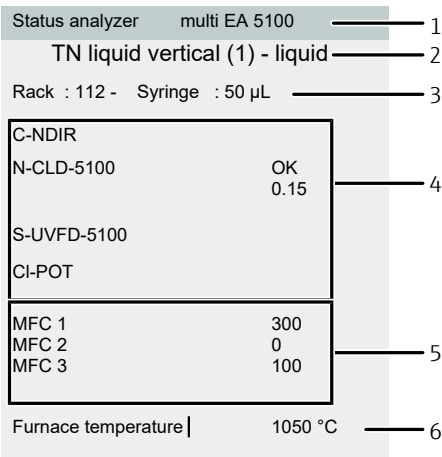 Status analyzer multi EA 5100 1
TN liquid vertical (1) - liquid 2
Rack : 112 - Syringe : 50 µL 3
C-NDIR
N-CLD-5100 OK
0.15 4
S-UVFD-5100
Cl-POT
MFC 1 300
MFC 2 0 5
MFC 3 100
Furnace temperature 1050 °C 6